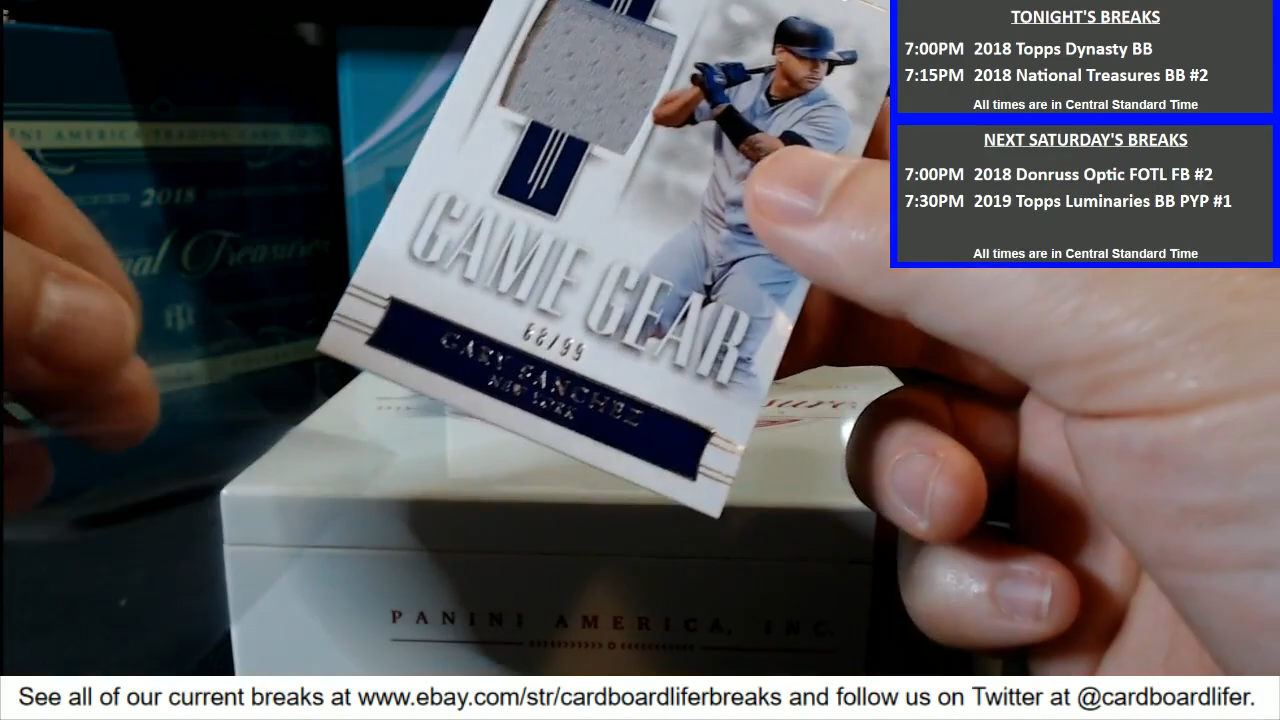 TONIGHT'S BREAKS
7:00PM 2018 Topps Dynasty BB
7:15PM 2018 National Treasures BB #2
All times are in Central Standard Time
NEXT SATURDAY'S BREAKS
7:00PM 2018 Donruss Optic FOTL FB #2
7:30PM 2019 Topps Luminaries BB PYP #1
All times are in Central Standard Time
2018
Treasures
GAME GEAR
GARY SANCHEZ
NEW YORK
PANINI AMERICA, INC.
See all of our current breaks at www.ebay.com/str/cardboardliferbreaks and follow us on Twitter at @cardboardlifer.